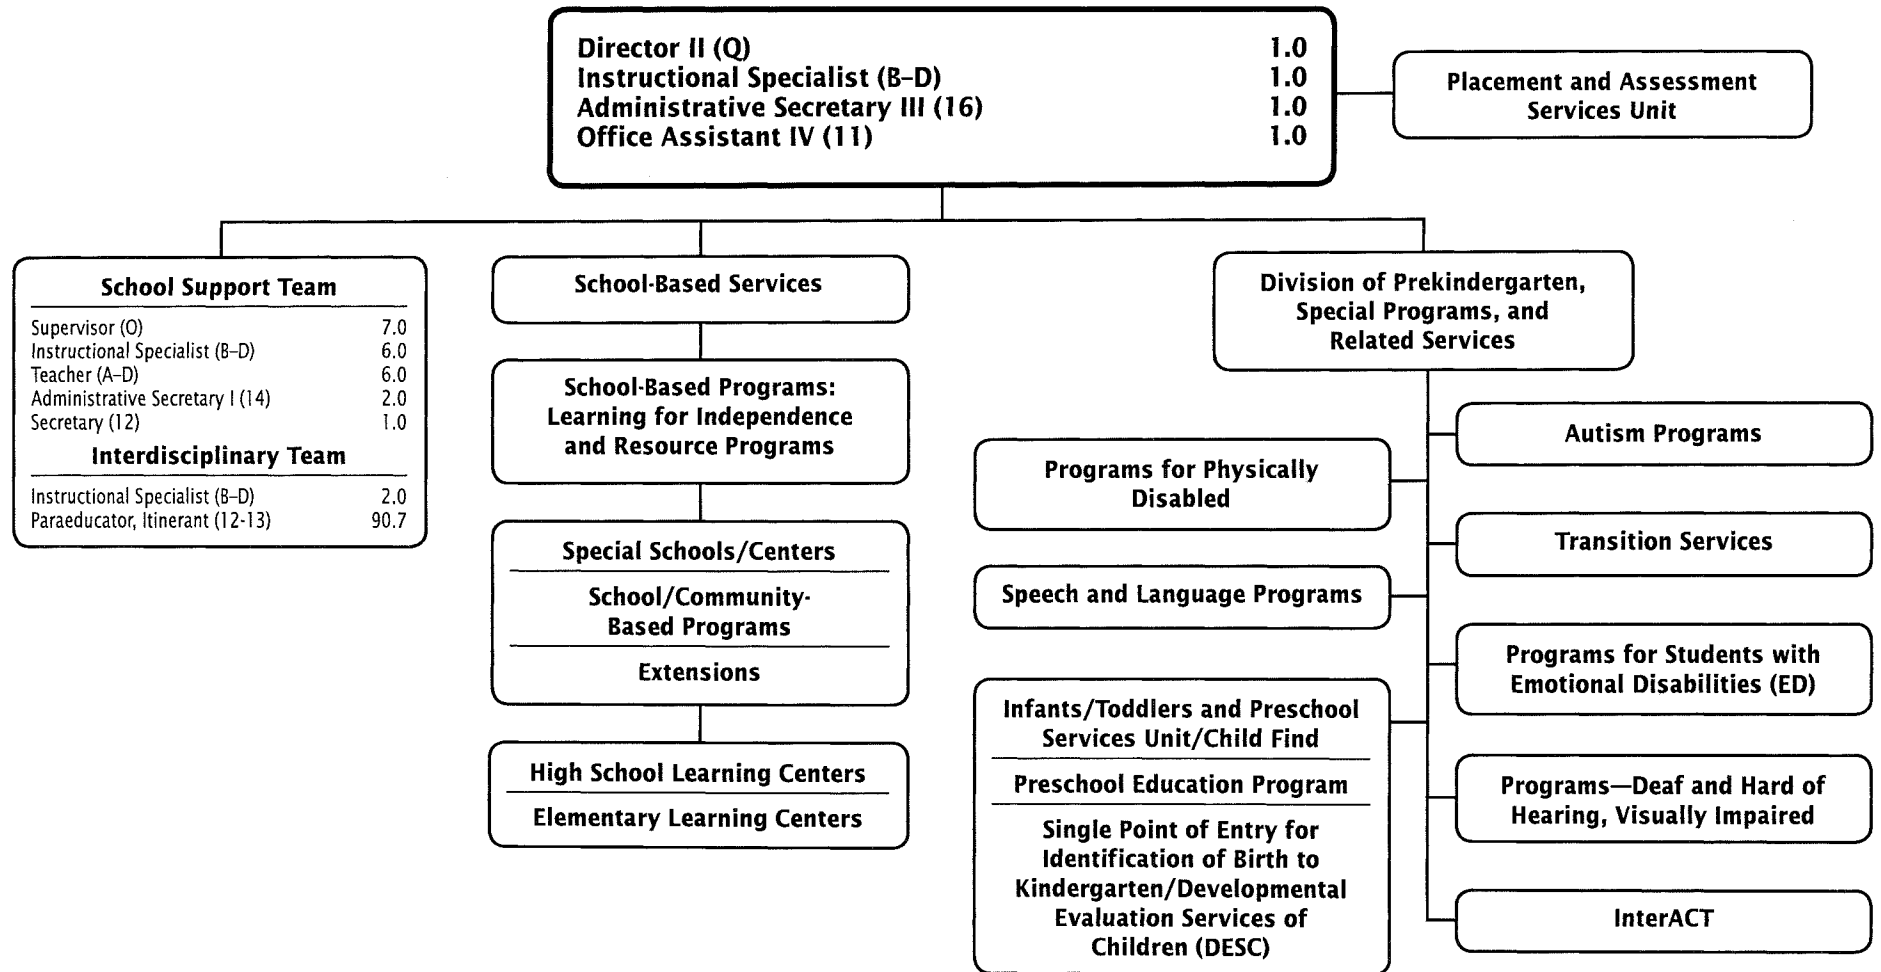 Director II (Q) 1.0
Instructional Specialist (B–D) 1.0
Administrative Secretary III (16) 1.0
Office Assistant IV (11) 1.0
Placement and Assessment
Services Unit
School Support Team
Supervisor (O) 7.0
Instructional Specialist (B–D) 6.0
Teacher (A–D) 6.0
Administrative Secretary I (14) 2.0
Secretary (12) 1.0
Interdisciplinary Team
Instructional Specialist (B–D) 2.0
Paraeducator, Itinerant (12-13) 90.7
School-Based Services
School-Based Programs:
Learning for Independence
and Resource Programs
Special Schools/Centers
School/Community-
Based Programs
Extensions
High School Learning Centers
Elementary Learning Centers
Division of Prekindergarten,
Special Programs, and
Related Services
Programs for Physically
Disabled
Speech and Language Programs
Infants/Toddlers and Preschool
Services Unit/Child Find
Preschool Education Program
Single Point of Entry for
Identification of Birth to
Kindergarten/Developmental
Evaluation Services of
Children (DESC)
Autism Programs
Transition Services
Programs for Students with
Emotional Disabilities (ED)
Programs—Deaf and Hard of
Hearing, Visually Impaired
InterACT